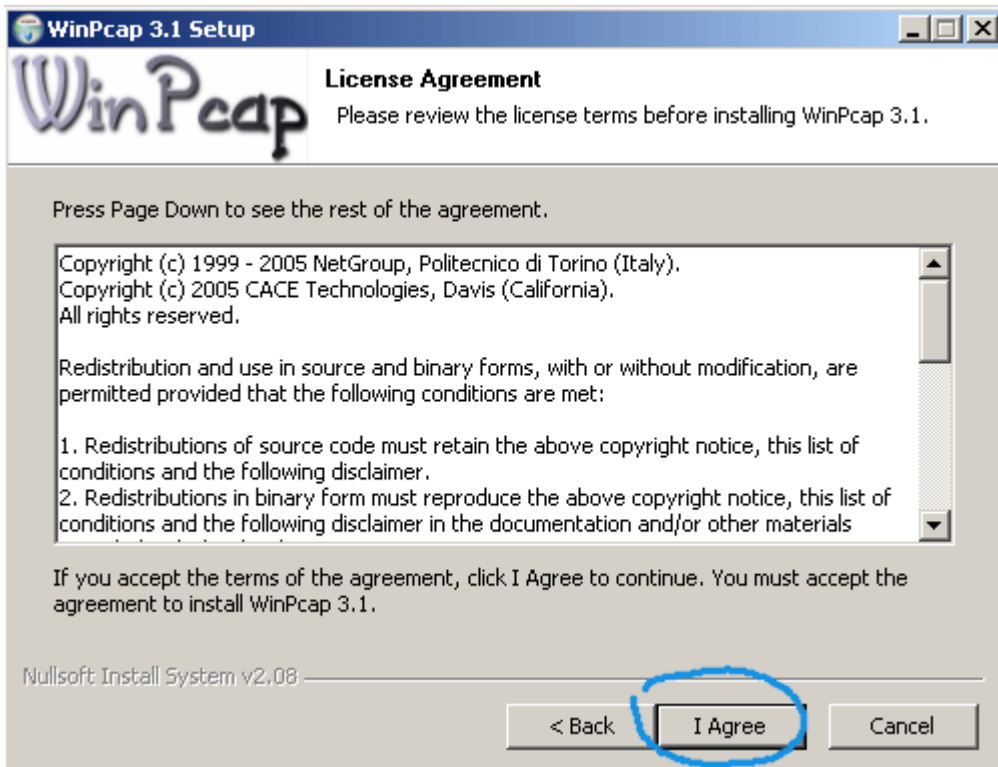 WinPcap 3.1 Setup
WinPcap
License Agreement
Please review the license terms before installing WinPcap 3.1.
Press Page Down to see the rest of the agreement.
Copyright (c) 1999 - 2005 NetGroup, Politecnico di Torino (Italy).
Copyright (c) 2005 CACE Technologies, Davis (California).
All rights reserved.
Redistribution and use in source and binary forms, with or without modification, are
permitted provided that the following conditions are met:
1. Redistributions of source code must retain the above copyright notice, this list of
conditions and the following disclaimer.
2. Redistributions in binary form must reproduce the above copyright notice, this list of
conditions and the following disclaimer in the documentation and/or other materials
If you accept the terms of the agreement, click I Agree to continue. You must accept the
agreement to install WinPcap 3.1.
Nullsoft Install System v2.08
< Back
I Agree
Cancel